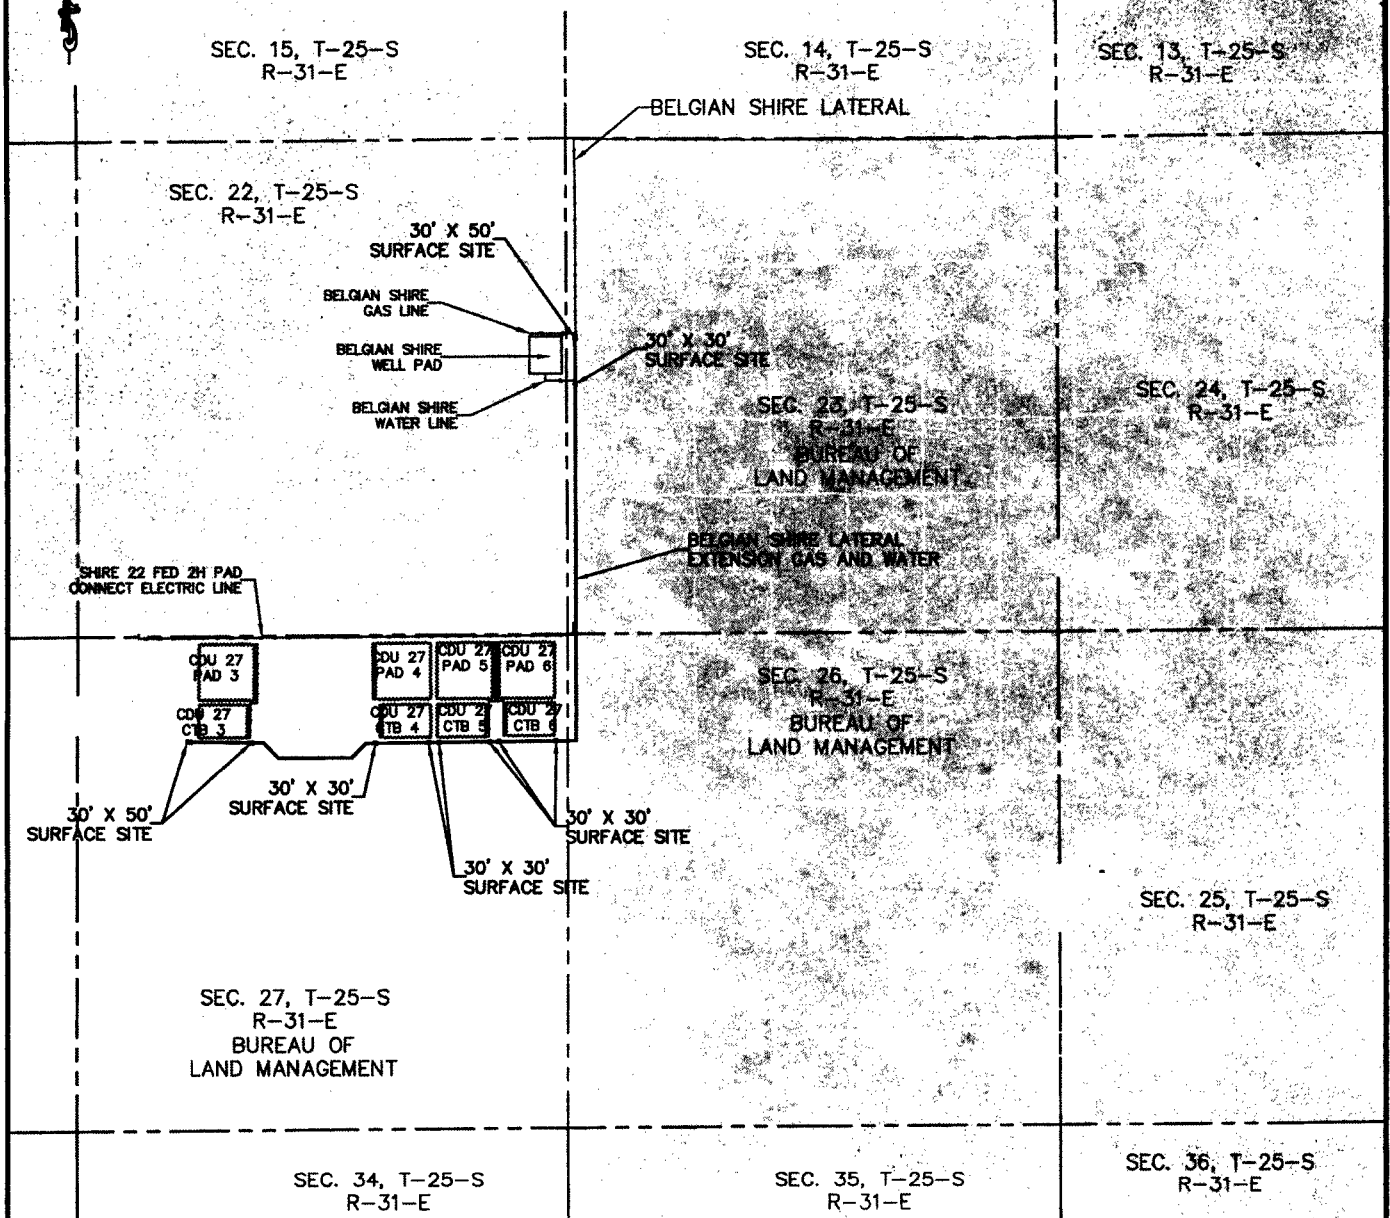 SEC. 15, T-25-S
R-31-E
SEC. 14, T-25-S
R-31-E
SEC. 13, T-25-S
R-31-E
BELGIAN SHIRE LATERAL
SEC. 22, T-25-S
R-31-E
30' X 50'
SURFACE SITE
BELGIAN SHIRE
GAS LINE
BELGIAN SHIRE
WELL PAD
BELGIAN SHIRE
WATER LINE
30' X 30'
SURFACE SITE
SEC. 23, T-25-S
R-31-E
BUREAU OF
LAND MANAGEMENT
SEC. 24, T-25-S
R-31-E
BELGIAN SHIRE LATERAL
EXTENSION GAS AND WATER
SHIRE 22 FED 2H PAD
CONNECT ELECTRIC LINE
CDU 27
PAD 3
CDU 27
PAD 4
CDU 27
PAD 5
CDU 27
PAD 6
CDU 27
CTB 3
CDU 27
CTB 4
CDU 27
CTB 5
CDU 27
CTB 6
SEC. 26, T-25-S
R-31-E
BUREAU OF
LAND MANAGEMENT
30' X 50'
SURFACE SITE
30' X 30'
SURFACE SITE
30' X 30'
SURFACE SITE
30' X 30'
SURFACE SITE
SEC. 25, T-25-S
R-31-E
SEC. 27, T-25-S
R-31-E
BUREAU OF
LAND MANAGEMENT
SEC. 34, T-25-S
R-31-E
SEC. 35, T-25-S
R-31-E
SEC. 36, T-25-S
R-31-E